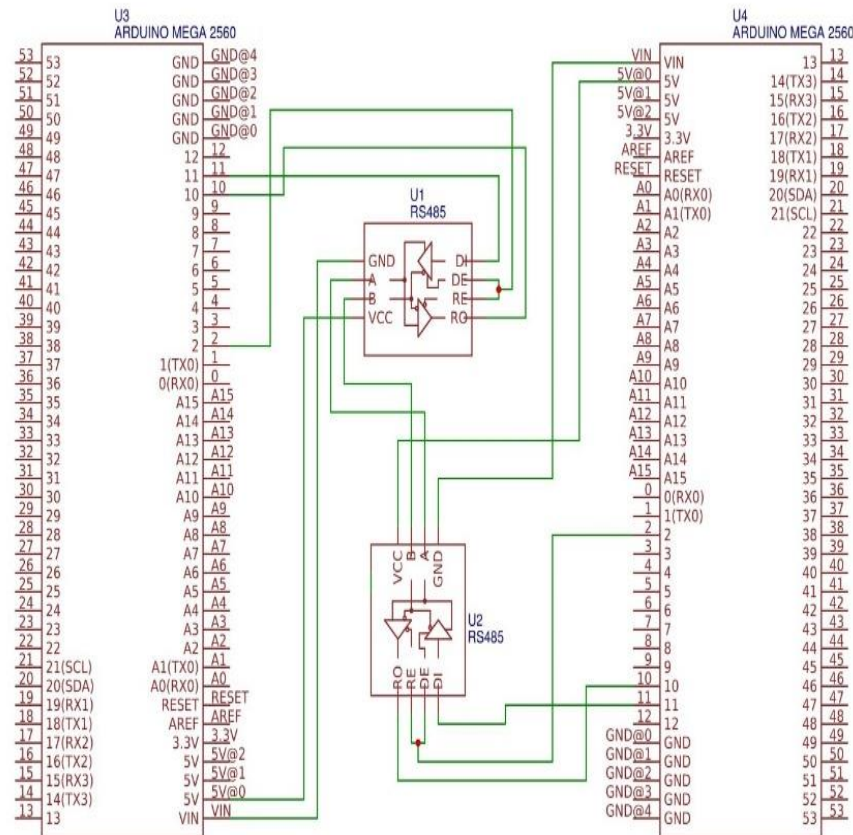 U3
ARDUINO MEGA 2560
53 53 GND GND@4
52 52 GND GND@3
51 51 GND GND@2
50 50 GND GND@1
49 49 GND GND@0
48 48 12 12
47 47 11 11
46 46 10 10
45 45 9 9
44 44 8 8
43 43 7 7
42 42 6 6
41 41 5 5
40 40 4 4
39 39 3 3
38 38 2 2
37 37 1(TX0) 1
36 36 0(RX0) 0
35 35 A15 A15
34 34 A14 A14
33 33 A13 A13
32 32 A12 A12
31 31 A11 A11
30 30 A10 A10
29 29 A9 A9
28 28 A8 A8
27 27 A7 A7
26 26 A6 A6
25 25 A5 A5
24 24 A4 A4
23 23 A3 A3
22 22 A2 A2
21 21(SCL) A1(TX0) A1
20 20(SDA) A0(RX0) A0
19 19(RX1) RESET RESET
18 18(TX1) AREF AREF
17 17(RX2) 3.3V 3.3V
16 16(TX2) 5V 5V@2
15 15(RX3) 5V 5V@1
14 14(TX3) 5V 5V@0
13 13 VIN VIN
U1
RS485
GND DI
A DE
B RE
VCC RO
VCC B A GND
U2
RS485
RO RE DE DI
U4
ARDUINO MEGA 2560
VIN VIN 13 13
5V@0 5V 14(TX3) 14
5V@1 5V 15(RX3) 15
5V@2 5V 16(TX2) 16
3.3V 3.3V 17(RX2) 17
AREF AREF 18(TX1) 18
RESET RESET 19(RX1) 19
A0 A0(RX0) 20(SDA) 20
A1 A1(TX0) 21(SCL) 21
A2 A2 22 22
A3 A3 23 23
A4 A4 24 24
A5 A5 25 25
A6 A6 26 26
A7 A7 27 27
A8 A8 28 28
A9 A9 29 29
A10 A10 30 30
A11 A11 31 31
A12 A12 32 32
A13 A13 33 33
A14 A14 34 34
A15 A15 35 35
0 0(RX0) 36 36
1 1(TX0) 37 37
2 2 38 38
3 3 39 39
4 4 40 40
5 5 41 41
6 6 42 42
7 7 43 43
8 8 44 44
9 9 45 45
10 10 46 46
11 11 47 47
12 12 48 48
GND@0 GND 49 49
GND@1 GND 50 50
GND@2 GND 51 51
GND@3 GND 52 52
GND@4 GND 53 53